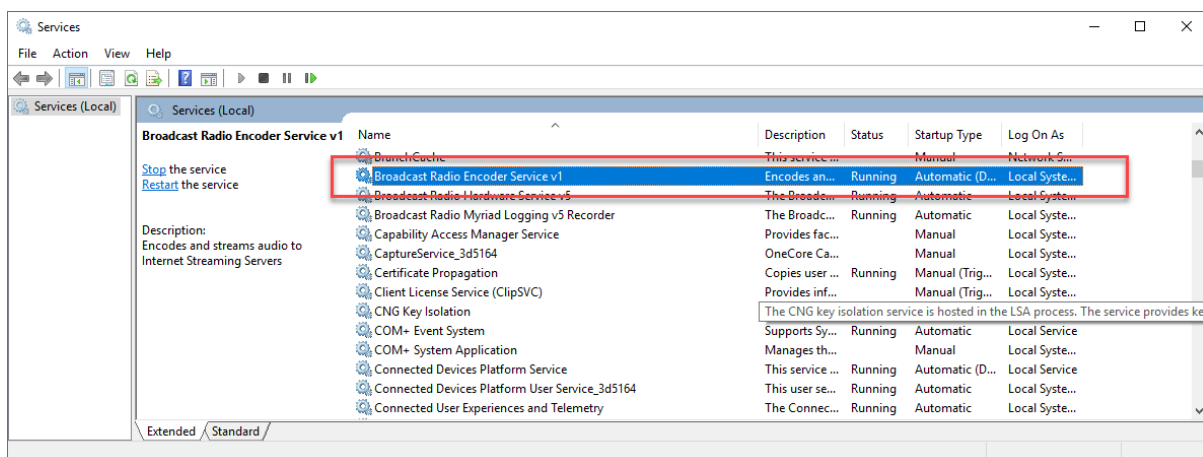 Services
File Action View Help
Services (Local)
Services (Local)
Broadcast Radio Encoder Service v1
Stop the service
Restart the service
Description:
Encodes and streams audio to
Internet Streaming Servers
Name Description Status Startup Type Log On As
BranchCache This service ... Manual Network S...
Broadcast Radio Encoder Service v1 Encodes an... Running Automatic (D... Local Syste...
Broadcast Radio Hardware Service v5 The Broadc... Running Automatic Local Syste...
Broadcast Radio Myriad Logging v5 Recorder The Broadc... Running Automatic Local Syste...
Capability Access Manager Service Provides fac... Manual Local Syste...
CaptureService_3d5164 OneCore Ca... Manual Local Syste...
Certificate Propagation Copies user ... Running Manual (Trig... Local Syste...
Client License Service (ClipSVC) Provides inf... Manual (Trig... Local Syste...
CNG Key Isolation The CNG key isolation service is hosted in the LSA process. The service provides ke
COM+ Event System Supports Sy... Running Automatic Local Service
COM+ System Application Manages th... Manual Local Syste...
Connected Devices Platform Service This service ... Running Automatic (D... Local Service
Connected Devices Platform User Service_3d5164 This user se... Running Automatic Local Syste...
Connected User Experiences and Telemetry The Connec... Running Automatic Local Syste...
Extended Standard